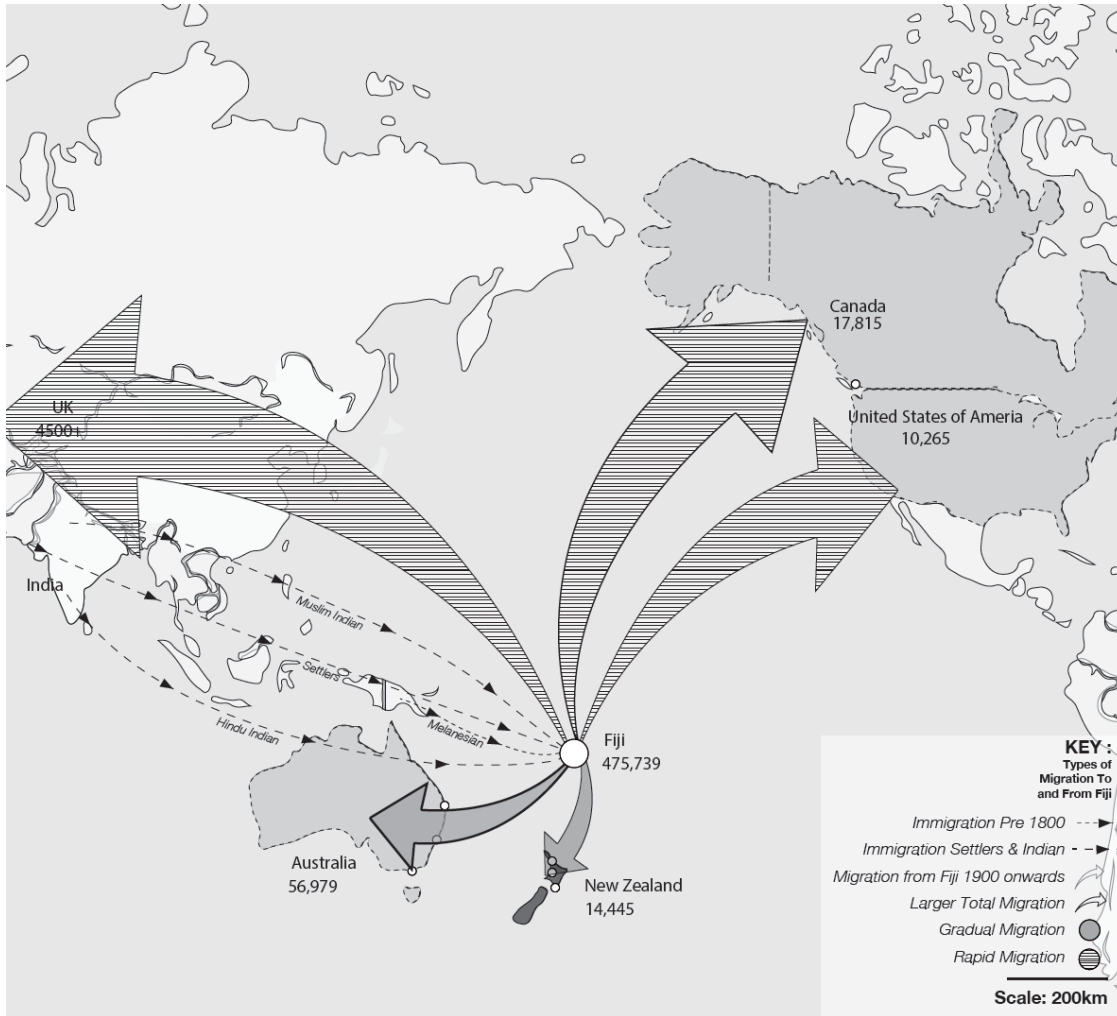 Canada
17,815
United States of Ameria
10,265
UK
4500+
India
Muslim Indian
Settlers
Melanesian
Hindu Indian
Fiji
475,739
Australia
56,979
New Zealand
14,445
KEY :
Types of
Migration To
and From Fiji
Immigration Pre 1800
Immigration Settlers & Indian
Migration from Fiji 1900 onwards
Larger Total Migration
Gradual Migration
Rapid Migration
Scale: 200km